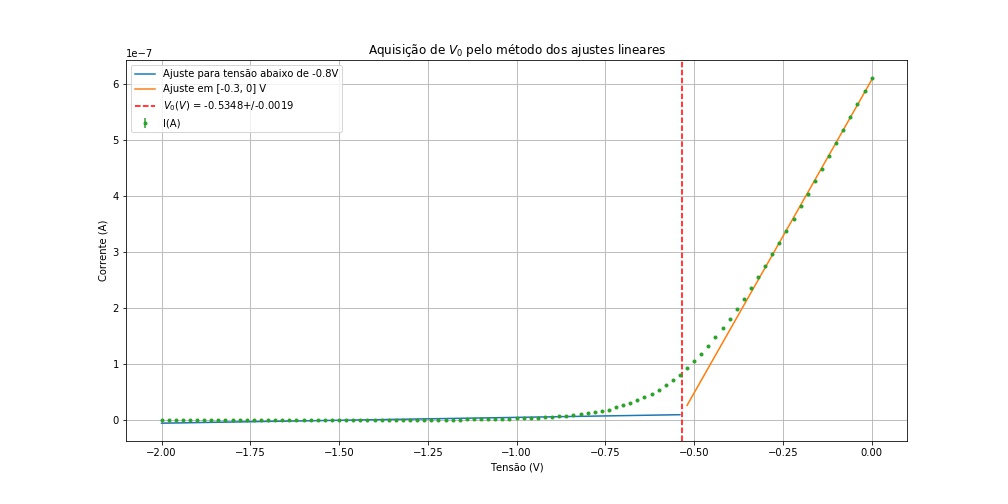 Aquisição de V₀ pelo método dos ajustes lineares
1e−7
Ajuste para tensão abaixo de -0.8V
Ajuste em [-0.3, 0] V
V₀(V) = -0.5348+/-0.0019
I(A)
6
5
4
3
2
1
0
Corrente (A)
−2.00 −1.75 −1.50 −1.25 −1.00 −0.75 −0.50 −0.25 0.00
Tensão (V)